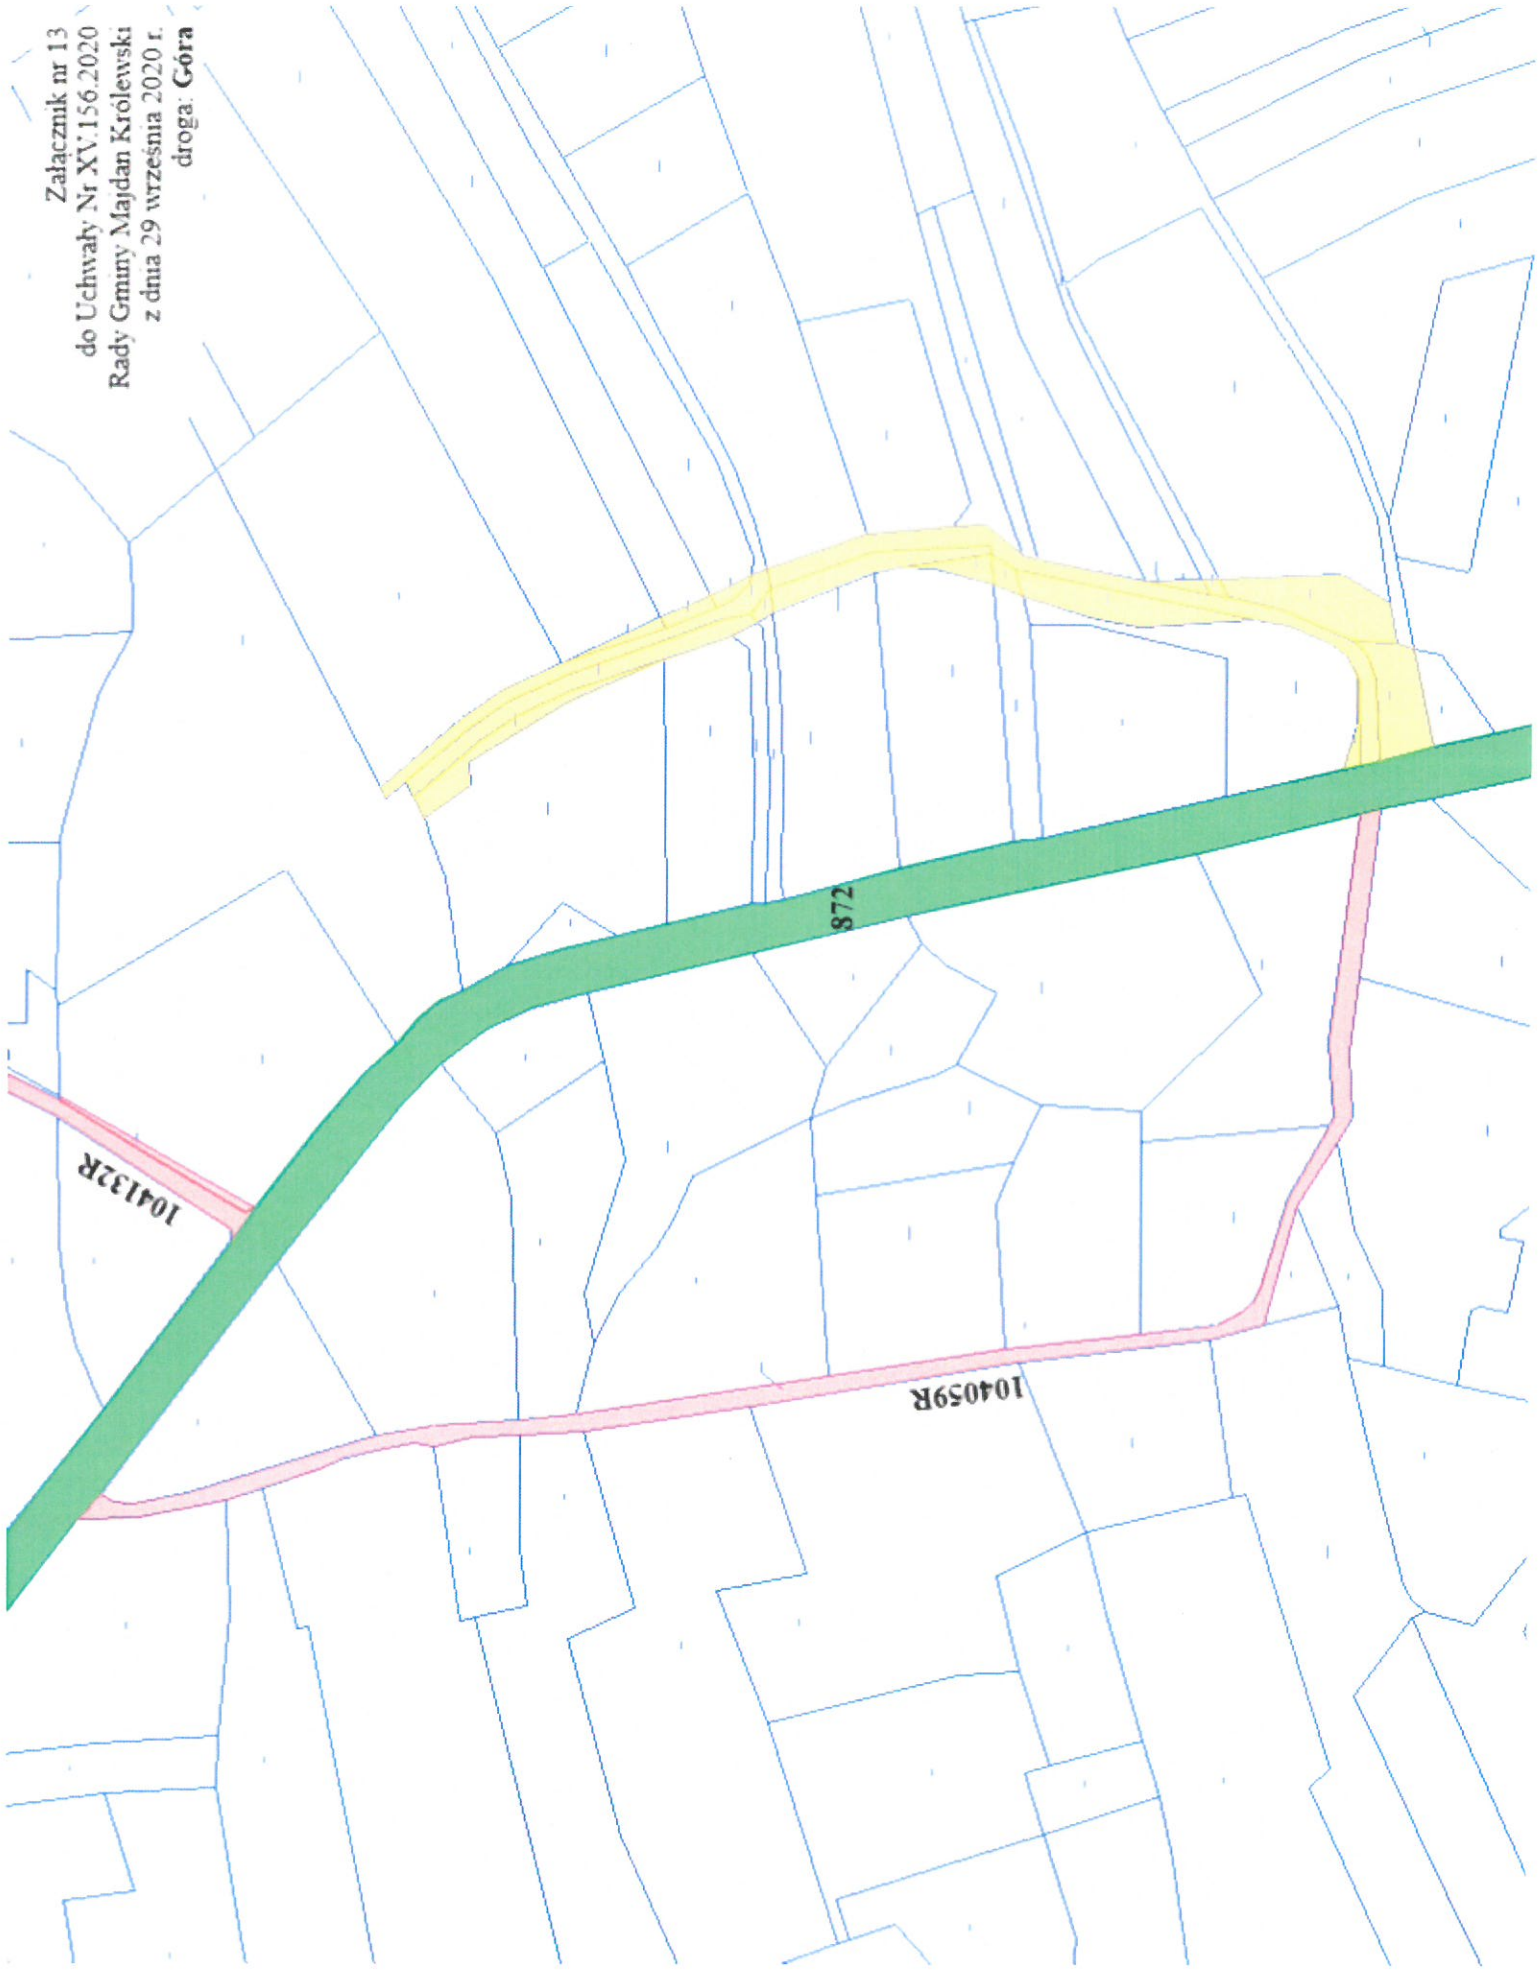 Załącznik nr 13
do Uchwały Nr XV.156.2020
Rady Gminy Majdan Królewski
z dnia 29 września 2020 r.
droga: Góra
872
104132R
104059R